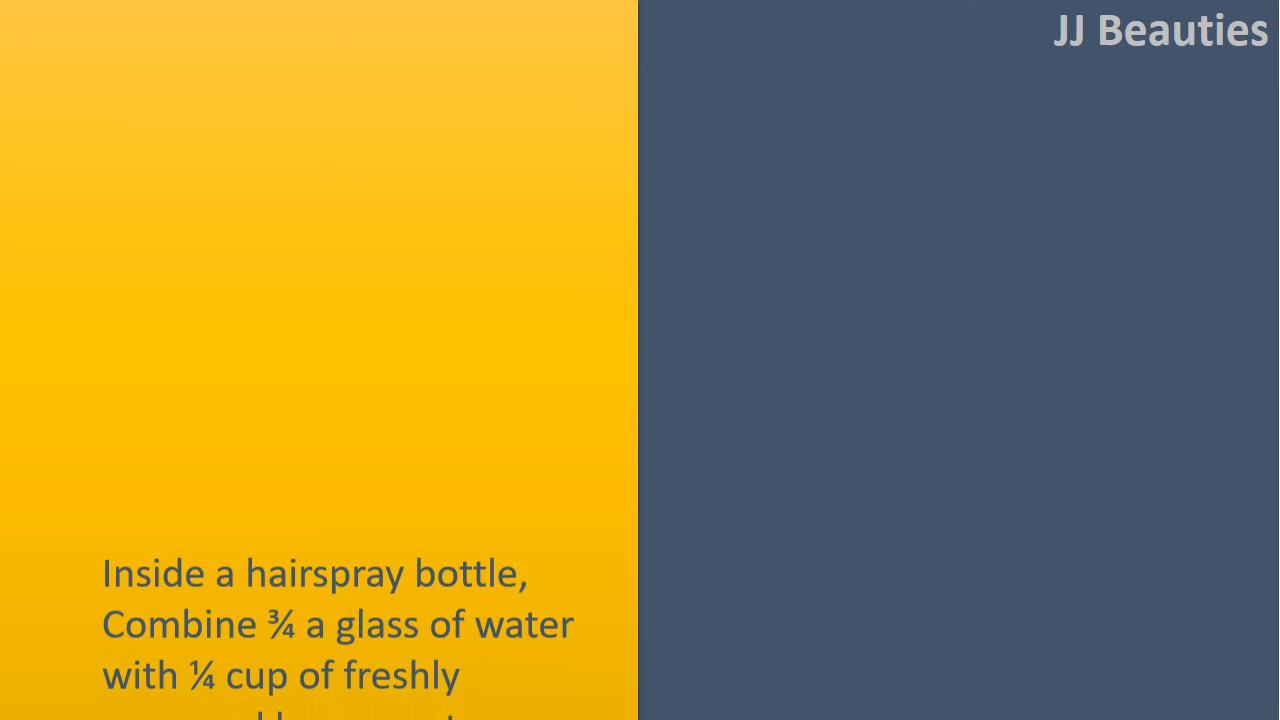 JJ Beauties
Inside a hairspray bottle,
Combine ¾ a glass of water
with ¼ cup of freshly